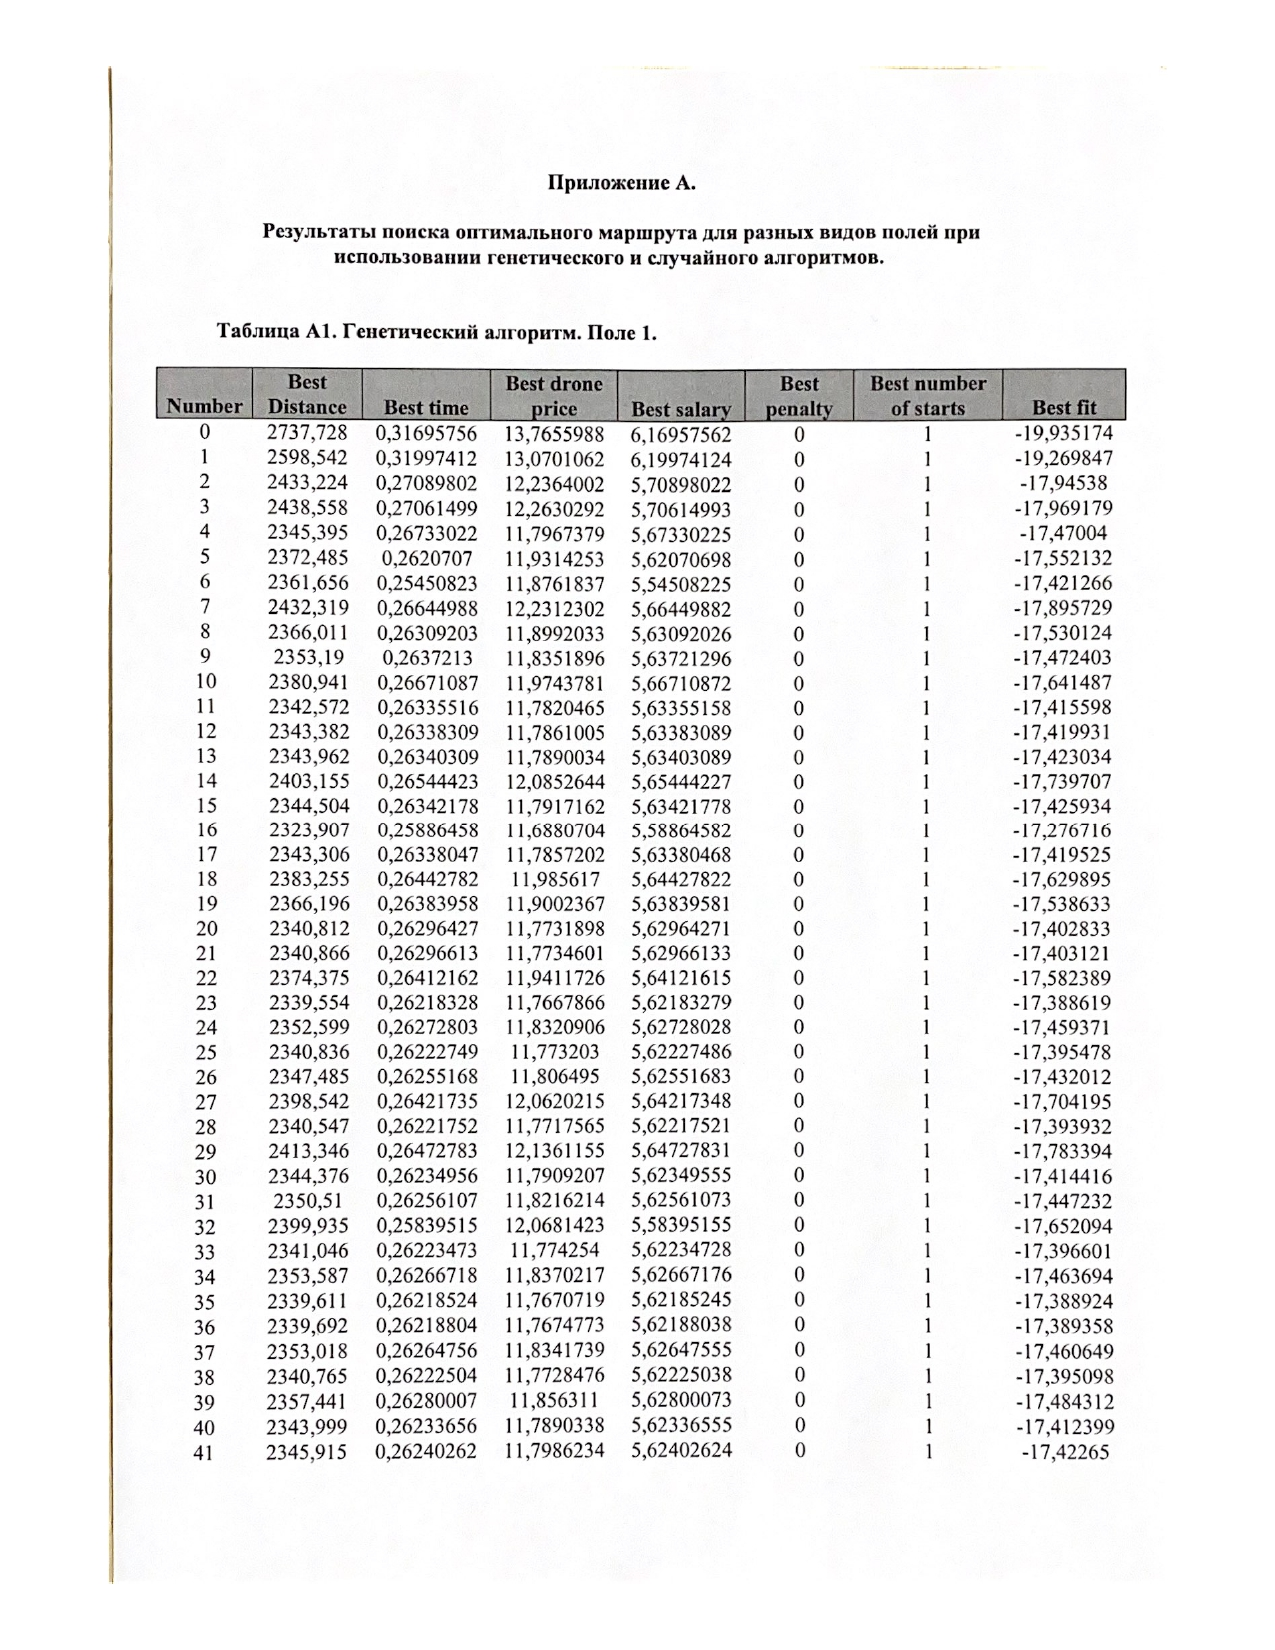 Приложение А.
Результаты поиска оптимального маршрута для разных видов полей при
использовании генетического и случайного алгоритмов.
Таблица А1. Генетический алгоритм. Поле 1.
Number Best Distance Best time Best drone price Best salary Best penalty Best number of starts Best fit
0 2737,728 0,31695756 13,7655988 6,16957562 0 1 -19,935174
1 2598,542 0,31997412 13,0701062 6,19974124 0 1 -19,269847
2 2433,224 0,27089802 12,2364002 5,70898022 0 1 -17,94538
3 2438,558 0,27061499 12,2630292 5,70614993 0 1 -17,969179
4 2345,395 0,26733022 11,7967379 5,67330225 0 1 -17,47004
5 2372,485 0,2620707 11,9314253 5,62070698 0 1 -17,552132
6 2361,656 0,25450823 11,8761837 5,54508225 0 1 -17,421266
7 2432,319 0,26644988 12,2312302 5,66449882 0 1 -17,895729
8 2366,011 0,26309203 11,8992033 5,63092026 0 1 -17,530124
9 2353,19 0,2637213 11,8351896 5,63721296 0 1 -17,472403
10 2380,941 0,26671087 11,9743781 5,66710872 0 1 -17,641487
11 2342,572 0,26335516 11,7820465 5,63355158 0 1 -17,415598
12 2343,382 0,26338309 11,7861005 5,63383089 0 1 -17,419931
13 2343,962 0,26340309 11,7890034 5,63403089 0 1 -17,423034
14 2403,155 0,26544423 12,0852644 5,65444227 0 1 -17,739707
15 2344,504 0,26342178 11,7917162 5,63421778 0 1 -17,425934
16 2323,907 0,25886458 11,6880704 5,58864582 0 1 -17,276716
17 2343,306 0,26338047 11,7857202 5,63380468 0 1 -17,419525
18 2383,255 0,26442782 11,985617 5,64427822 0 1 -17,629895
19 2366,196 0,26383958 11,9002367 5,63839581 0 1 -17,538633
20 2340,812 0,26296427 11,7731898 5,62964271 0 1 -17,402833
21 2340,866 0,26296613 11,7734601 5,62966133 0 1 -17,403121
22 2374,375 0,26412162 11,9411726 5,64121615 0 1 -17,582389
23 2339,554 0,26218328 11,7667866 5,62183279 0 1 -17,388619
24 2352,599 0,26272803 11,8320906 5,62728028 0 1 -17,459371
25 2340,836 0,26222749 11,773203 5,62227486 0 1 -17,395478
26 2347,485 0,26255168 11,806495 5,62551683 0 1 -17,432012
27 2398,542 0,26421735 12,0620215 5,64217348 0 1 -17,704195
28 2340,547 0,26221752 11,7717565 5,62217521 0 1 -17,393932
29 2413,346 0,26472783 12,1361155 5,64727831 0 1 -17,783394
30 2344,376 0,26234956 11,7909207 5,62349555 0 1 -17,414416
31 2350,51 0,26256107 11,8216214 5,62561073 0 1 -17,447232
32 2399,935 0,25839515 12,0681423 5,58395155 0 1 -17,652094
33 2341,046 0,26223473 11,774254 5,62234728 0 1 -17,396601
34 2353,587 0,26266718 11,8370217 5,62667176 0 1 -17,463694
35 2339,611 0,26218524 11,7670719 5,62185245 0 1 -17,388924
36 2339,692 0,26218804 11,7674773 5,62188038 0 1 -17,389358
37 2353,018 0,26264756 11,8341739 5,62647555 0 1 -17,460649
38 2340,765 0,26222504 11,7728476 5,62225038 0 1 -17,395098
39 2357,441 0,26280007 11,856311 5,62800073 0 1 -17,484312
40 2343,999 0,26233656 11,7890338 5,62336555 0 1 -17,412399
41 2345,915 0,26240262 11,7986234 5,62402624 0 1 -17,42265